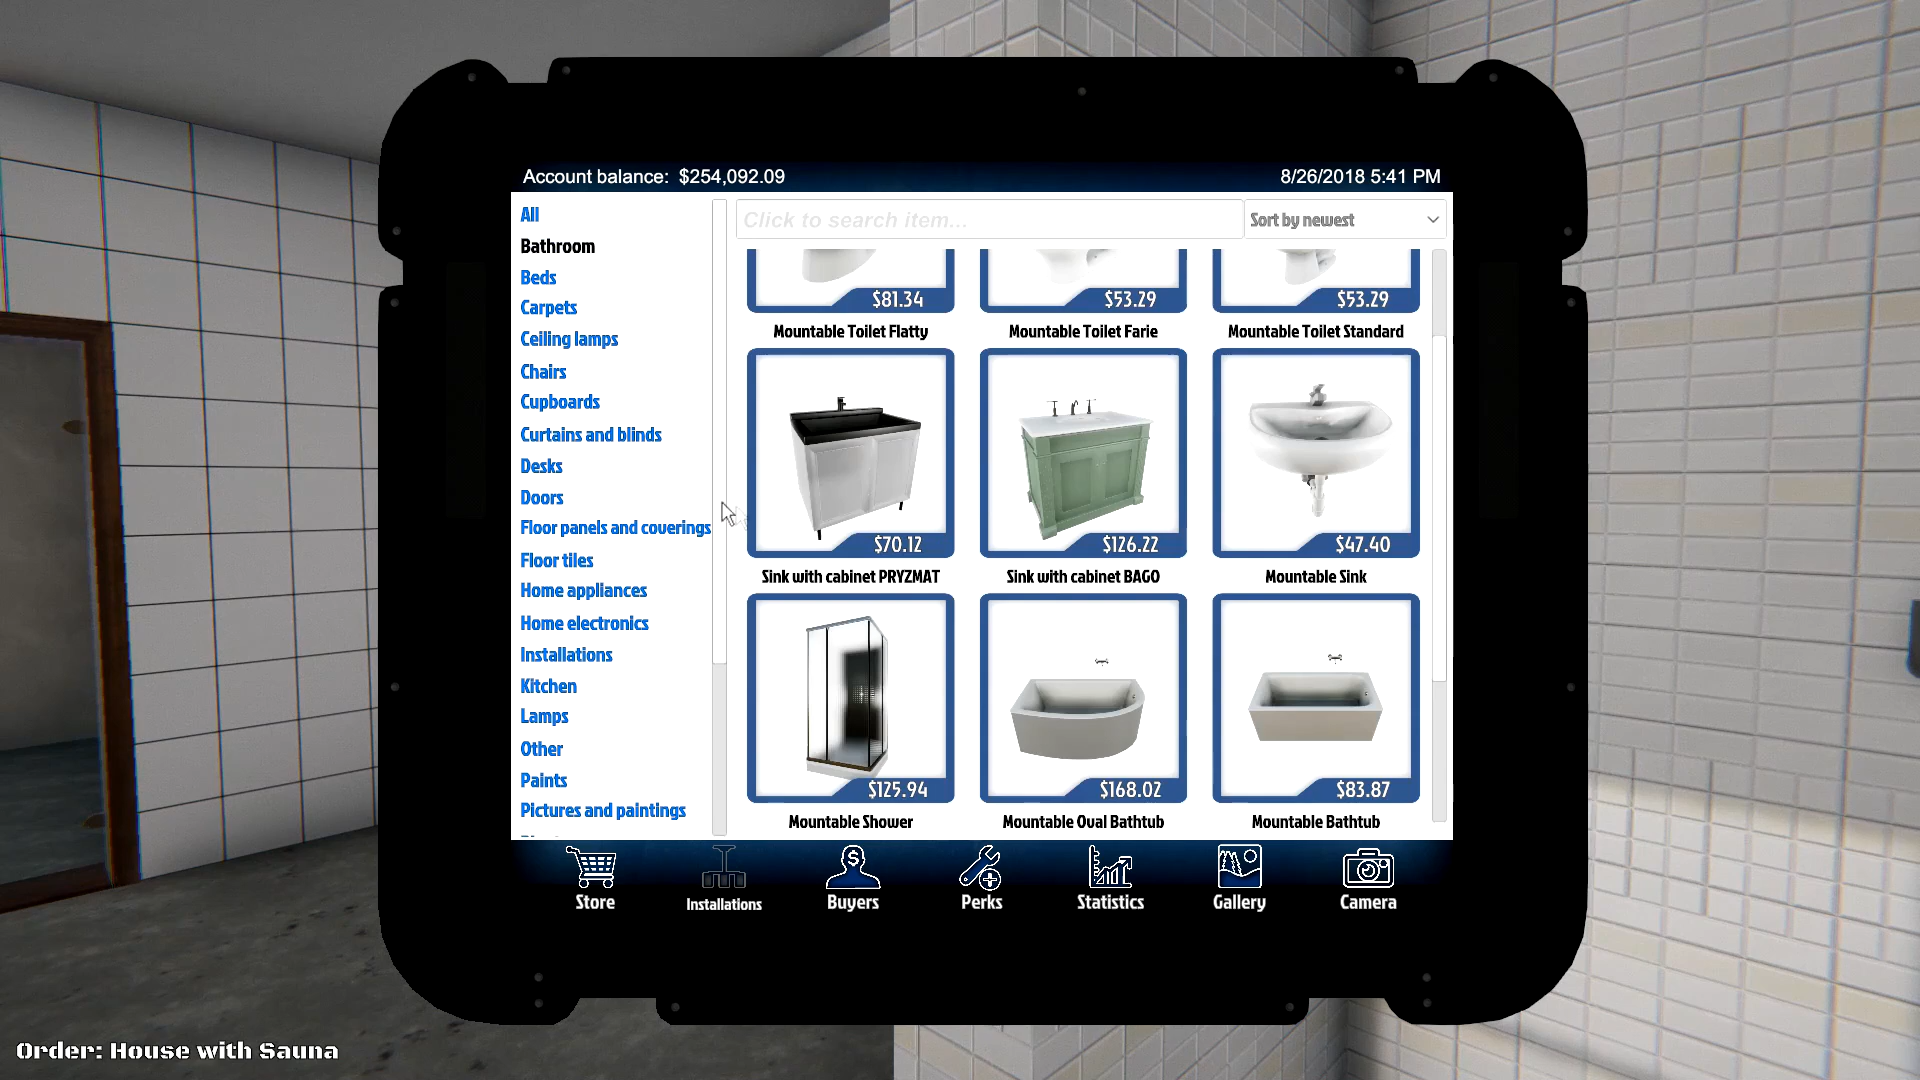 Account balance: $254,092.09
8/26/2018 5:41 PM
All
Bathroom
Beds
Carpets
Ceiling lamps
Chairs
Cupboards
Curtains and blinds
Desks
Doors
Floor panels and coverings
Floor tiles
Home appliances
Home electronics
Installations
Kitchen
Lamps
Other
Paints
Pictures and paintings
Click to search item...
Sort by newest
$81.34
$53.29
$53.29
Mountable Toilet Flatty
Mountable Toilet Farie
Mountable Toilet Standard
$70.12
$126.22
$47.40
Sink with cabinet PRYZMAT
Sink with cabinet BAGO
Mountable Sink
$125.94
$168.02
$83.87
Mountable Shower
Mountable Oval Bathtub
Mountable Bathtub
Store
Installations
Buyers
Perks
Statistics
Gallery
Camera
Order: House with Sauna